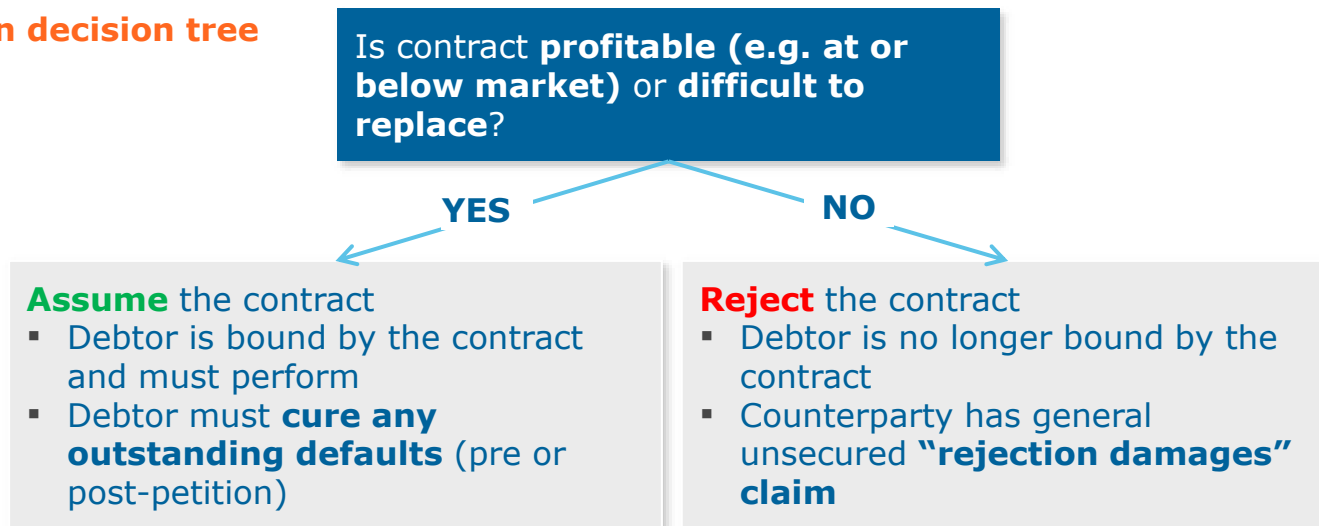 n decision tree
Is contract profitable (e.g. at or
below market) or difficult to
replace?
YES
NO
Assume the contract
▪ Debtor is bound by the contract
and must perform
▪ Debtor must cure any
outstanding defaults (pre or
post-petition)
Reject the contract
▪ Debtor is no longer bound by the
contract
▪ Counterparty has general
unsecured “rejection damages”
claim